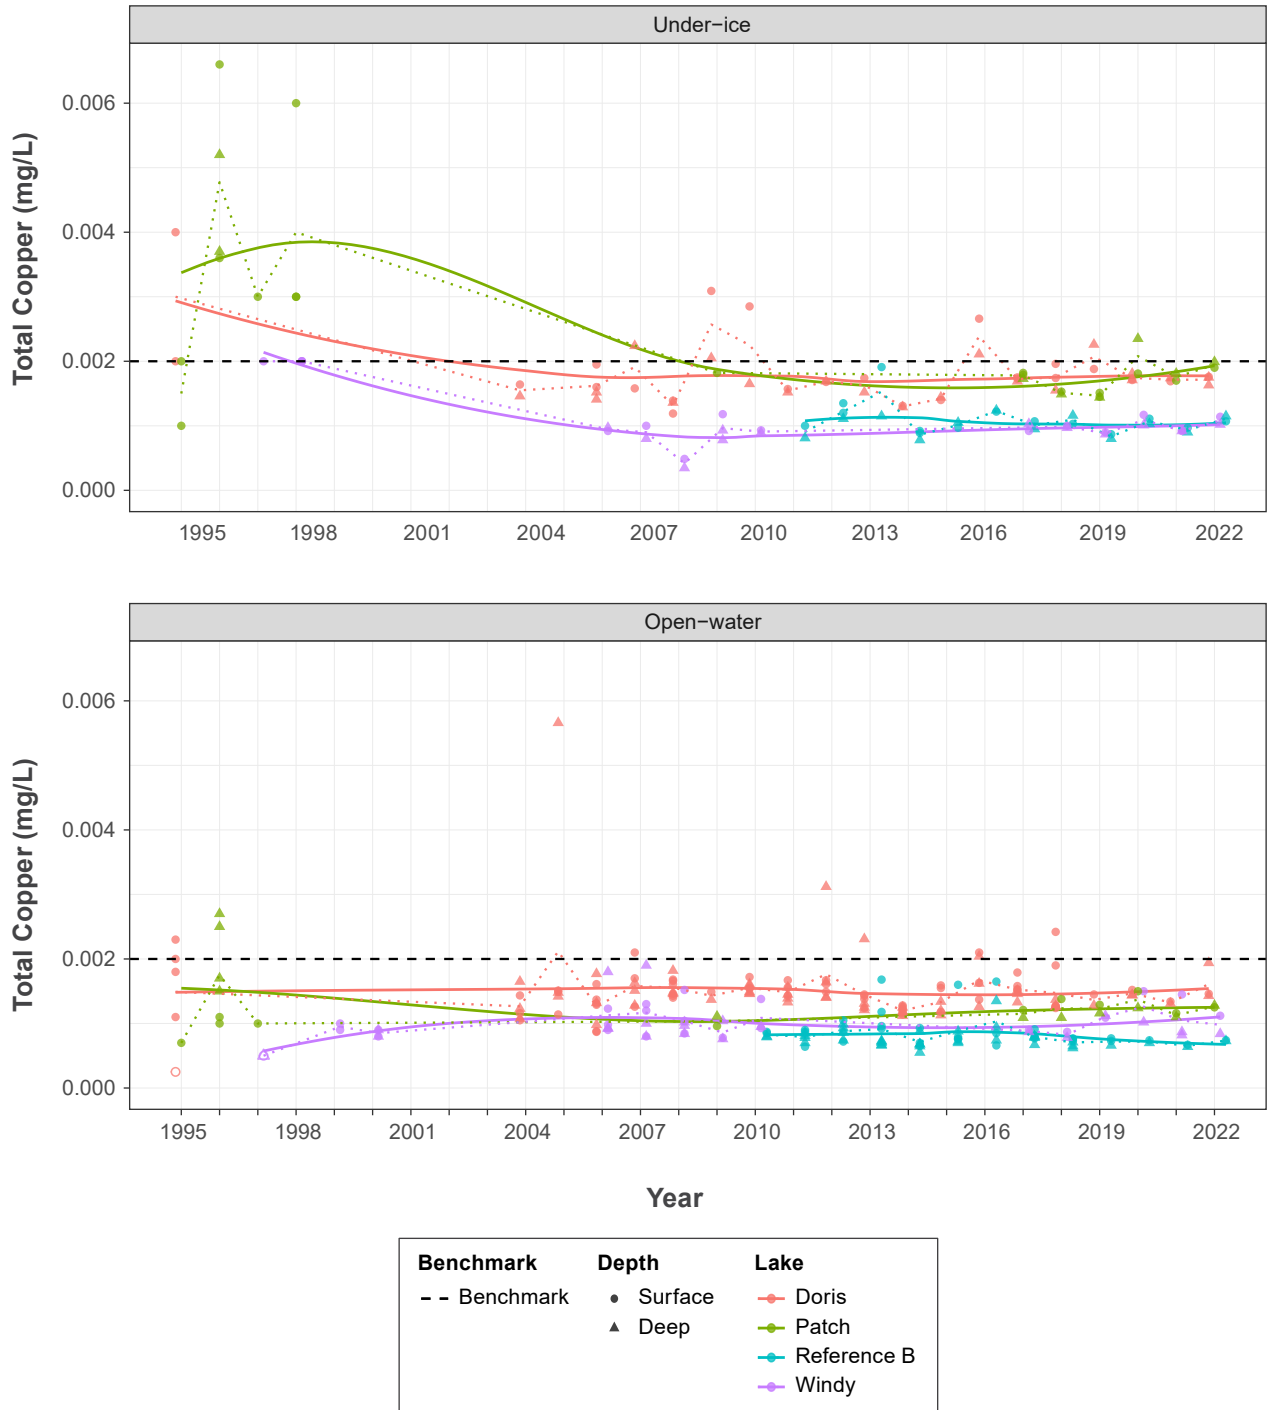 Under−ice
Total Copper (mg/L)
0.006
0.004
0.002
0.000
1995 1998 2001 2004 2007 2010 2013 2016 2019 2022
Open−water
Total Copper (mg/L)
0.006
0.004
0.002
0.000
1995 1998 2001 2004 2007 2010 2013 2016 2019 2022
Year
Benchmark Depth Lake
Benchmark Surface Doris
Deep Patch
Reference B
Windy